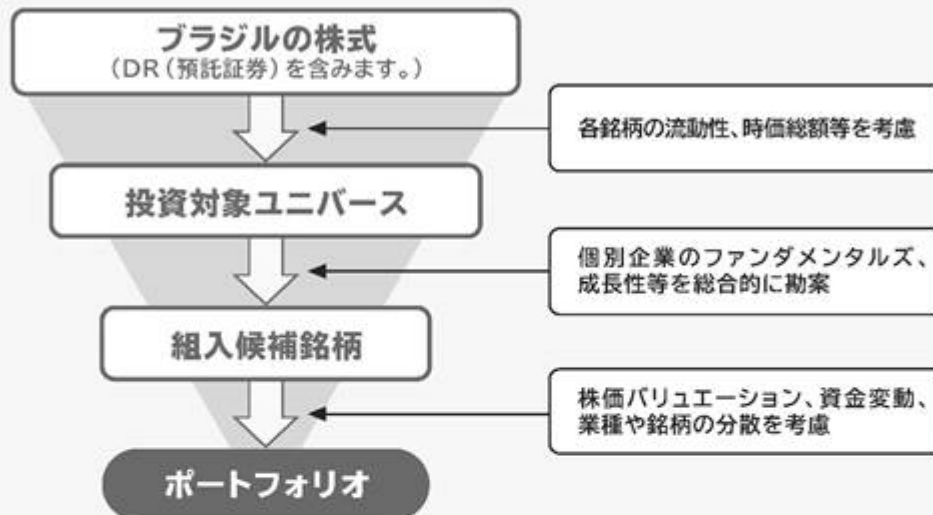 ブラジルの株式
(DR(預託証券)を含みます。)
各銘柄の流動性、時価総額等を考慮
投資対象ユニバース
個別企業のファンダメンタルズ、
成長性等を総合的に勘案
組入候補銘柄
株価バリュエーション、資金変動、
業種や銘柄の分散を考慮
ポートフォリオ